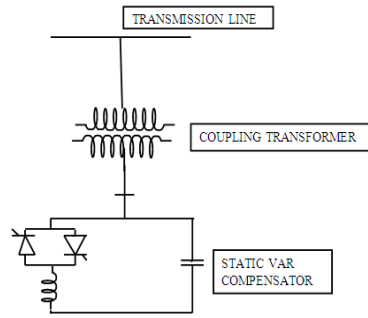 TRANSMISSION LINE
COUPLING TRANSFORMER
STATIC VAR
COMPENSATOR